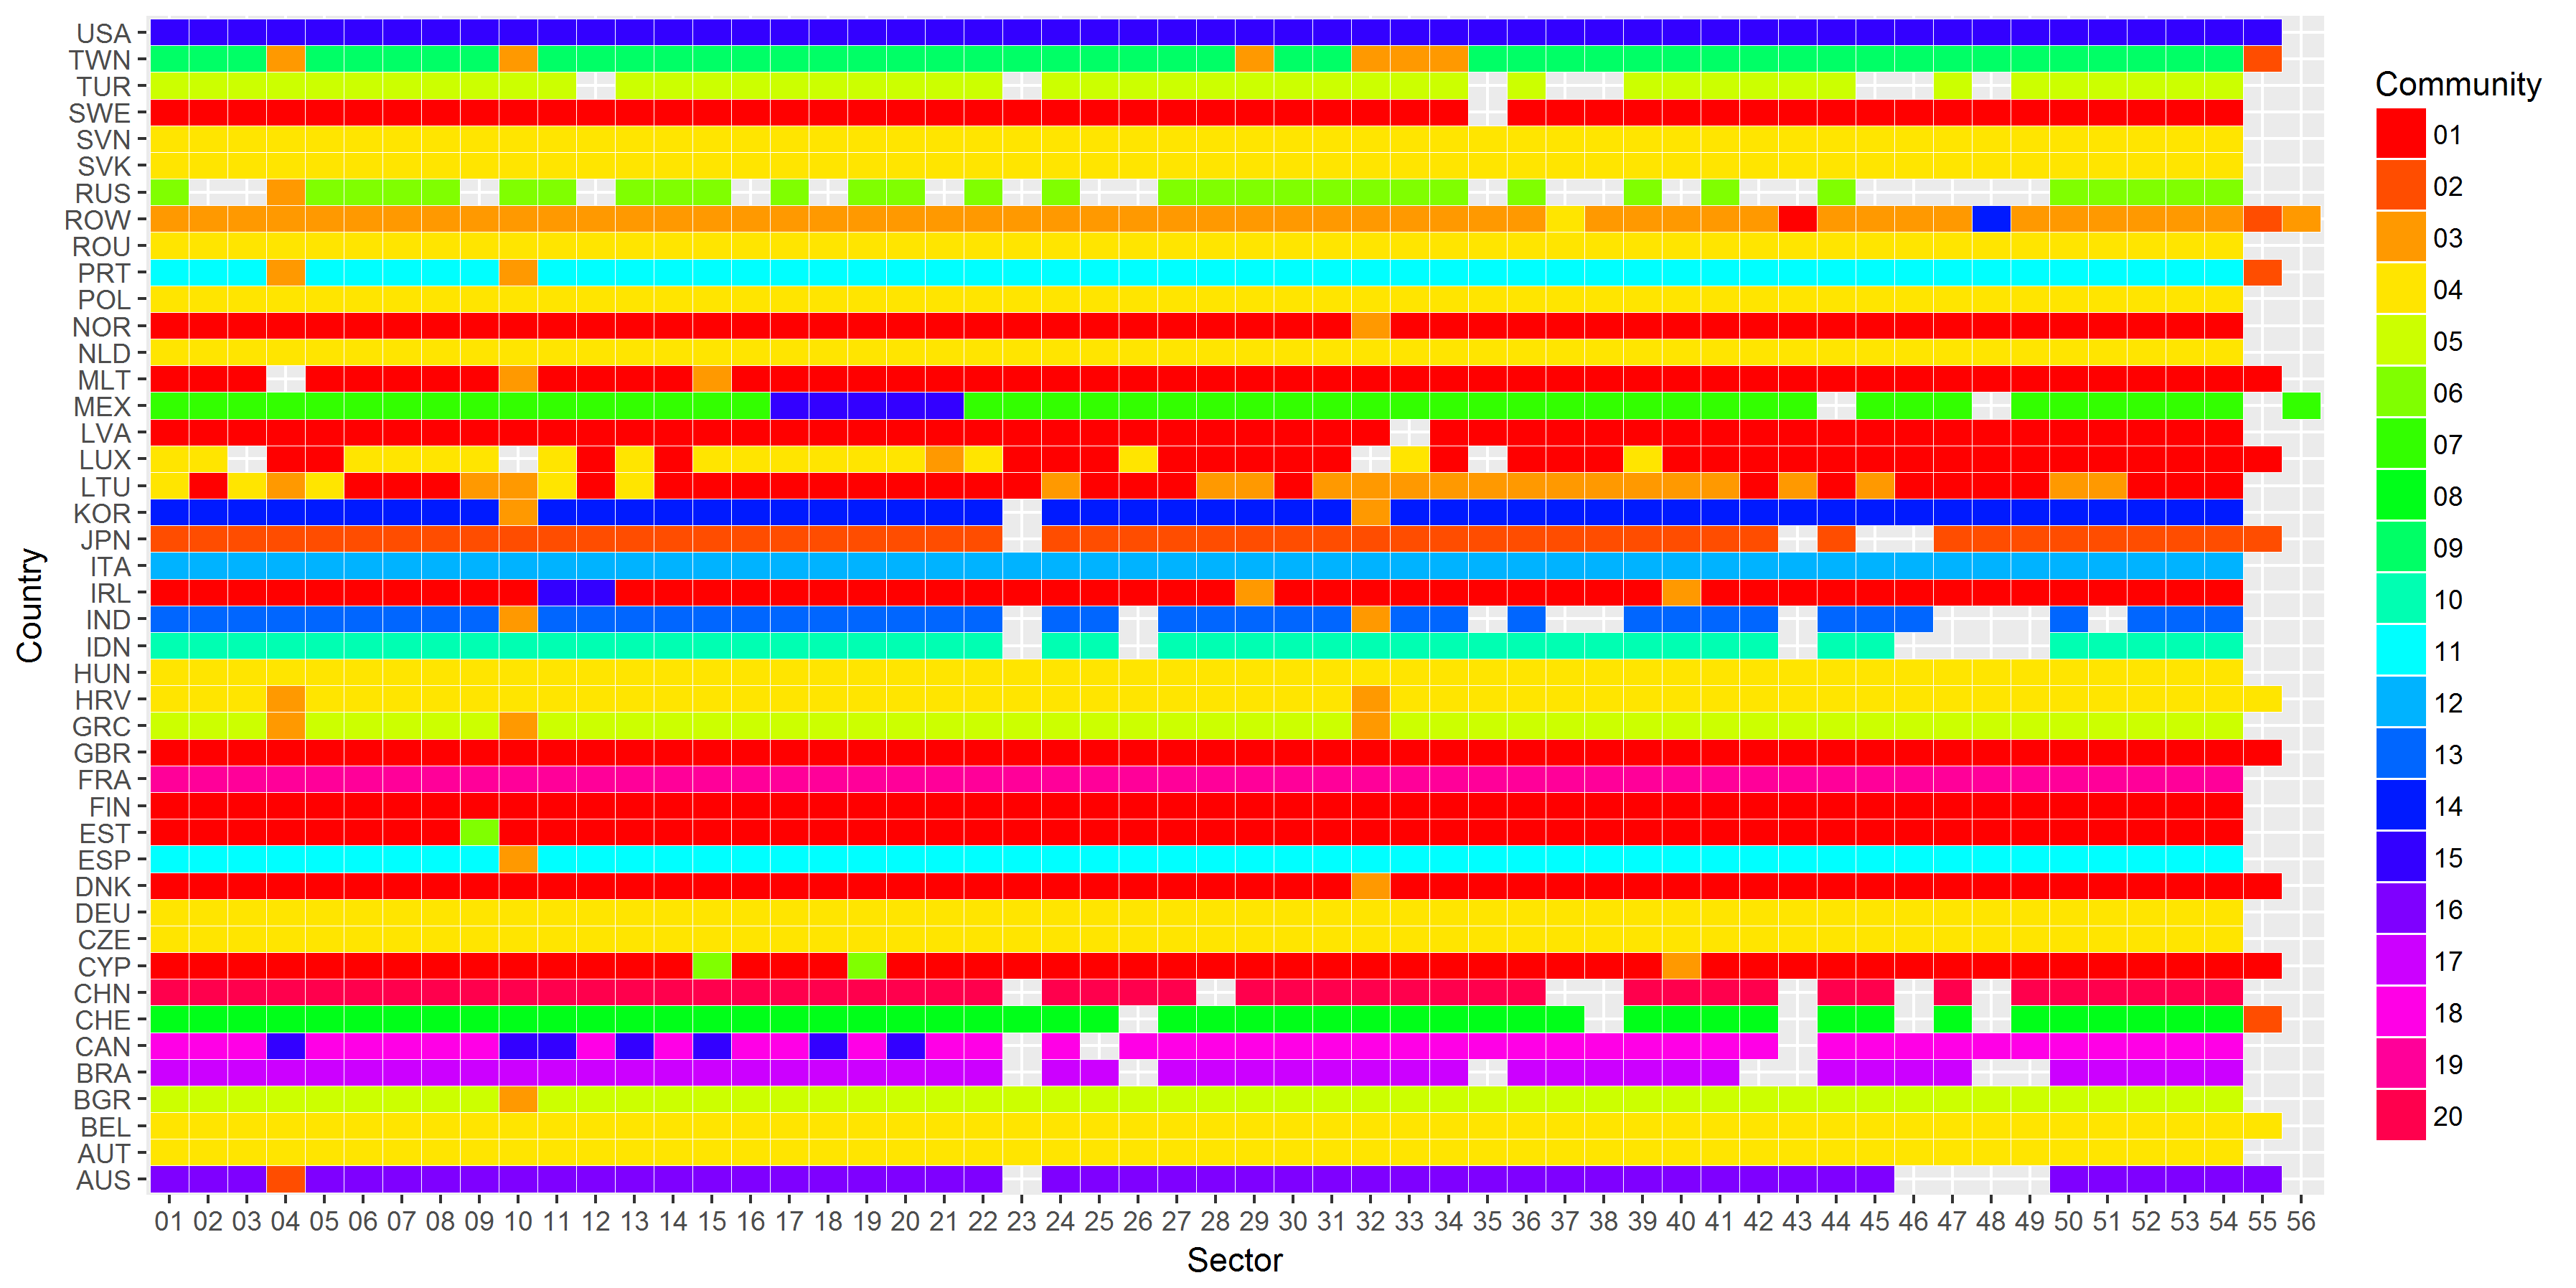 USA
TWN
TUR
SWE
SVN
SVK
RUS
ROW
ROU
PRT
POL
NOR
NLD
MLT
MEX
LVA
LUX
LTU
KOR
JPN
ITA
IRL
IND
IDN
HUN
HRV
GRC
GBR
FRA
FIN
EST
ESP
DNK
DEU
CZE
CYP
CHN
CHE
CAN
BRA
BGR
BEL
AUT
AUS
Country
01 02 03 04 05 06 07 08 09 10 11 12 13 14 15 16 17 18 19 20 21 22 23 24 25 26 27 28 29 30 31 32 33 34 35 36 37 38 39 40 41 42 43 44 45 46 47 48 49 50 51 52 53 54 55 56
Sector
Community
01
02
03
04
05
06
07
08
09
10
11
12
13
14
15
16
17
18
19
20